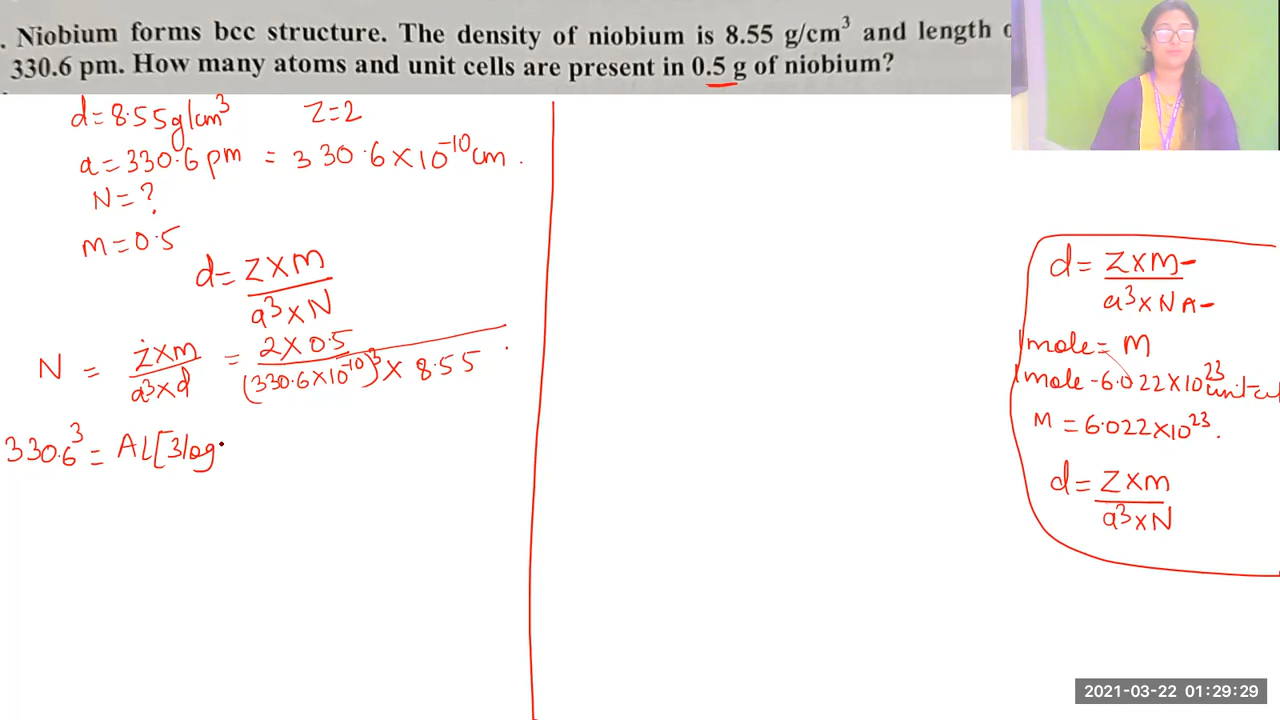 . Niobium forms bcc structure. The density of niobium is 8.55 g/cm³ and length
330.6 pm. How many atoms and unit cells are present in 0.5 g of niobium?
d = 8.55 g/cm³ Z = 2
a = 330.6 pm = 330.6 × 10⁻¹⁰ cm.
N = ?
m = 0.5
d = Z × M / a³ × N
N = Z × m / a³ × d = 2 × 0.5 / (330.6 × 10⁻¹⁰)³ × 8.55
330.6³ = AL[3log
d = Z × M / a³ × NA
1 mole = M
1 mole - 6.022 × 10²³
M = 6.022 × 10²³.
d = Z × m / a³ × N
2021-03-22 01:29:29